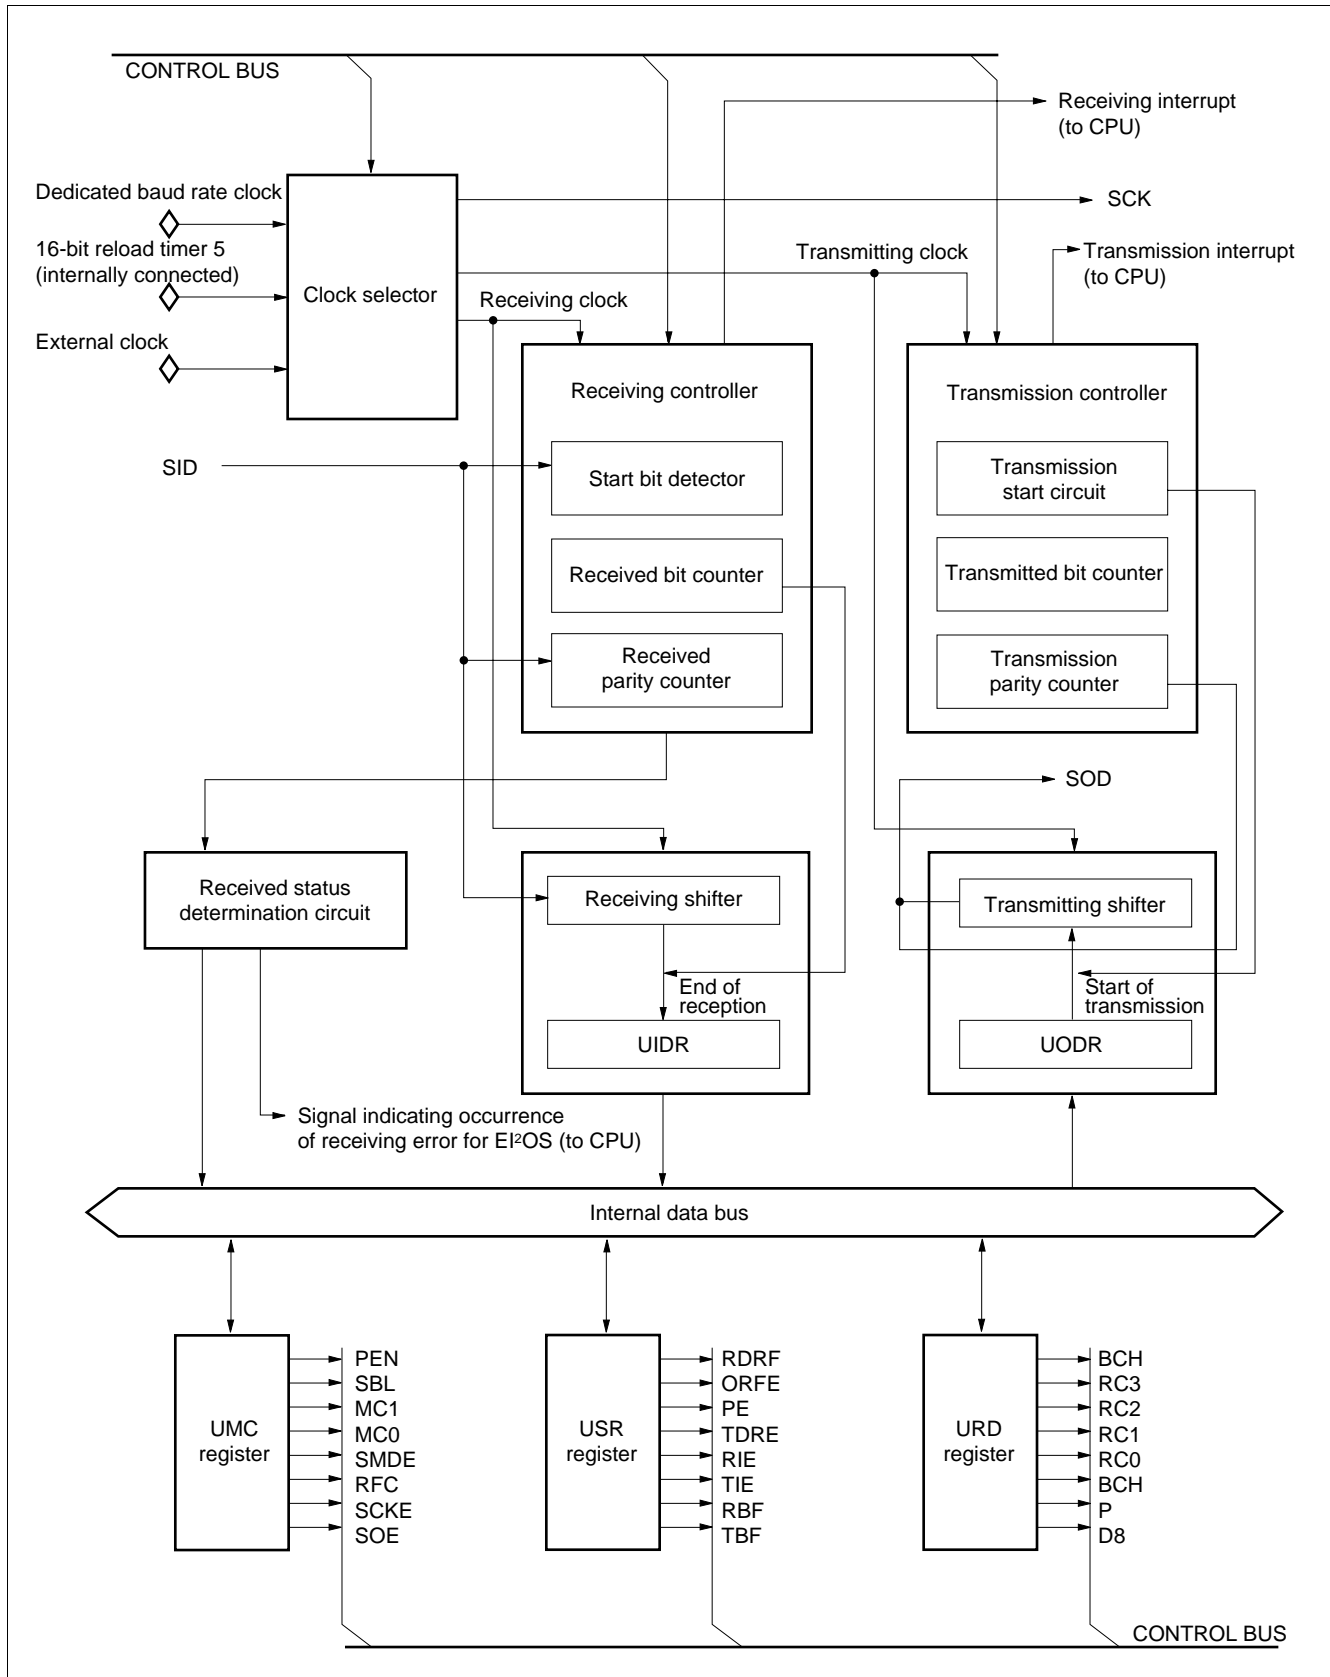 CONTROL BUS
Receiving interrupt
(to CPU)
Dedicated baud rate clock
SCK
16-bit reload timer 5
(internally connected)
Transmitting clock
Transmission interrupt
(to CPU)
Clock selector
Receiving clock
External clock
Receiving controller
Transmission controller
SID
Start bit detector
Transmission
start circuit
Received bit counter
Transmitted bit counter
Received
parity counter
Transmission
parity counter
SOD
Received status
determination circuit
Receiving shifter
Transmitting shifter
End of
reception
Start of
transmission
UIDR
UODR
Signal indicating occurrence
of receiving error for EI²OS (to CPU)
Internal data bus
UMC
register
PEN
SBL
MC1
MC0
SMDE
RFC
SCKE
SOE
USR
register
RDRF
ORFE
PE
TDRE
RIE
TIE
RBF
TBF
URD
register
BCH
RC3
RC2
RC1
RC0
BCH
P
D8
CONTROL BUS